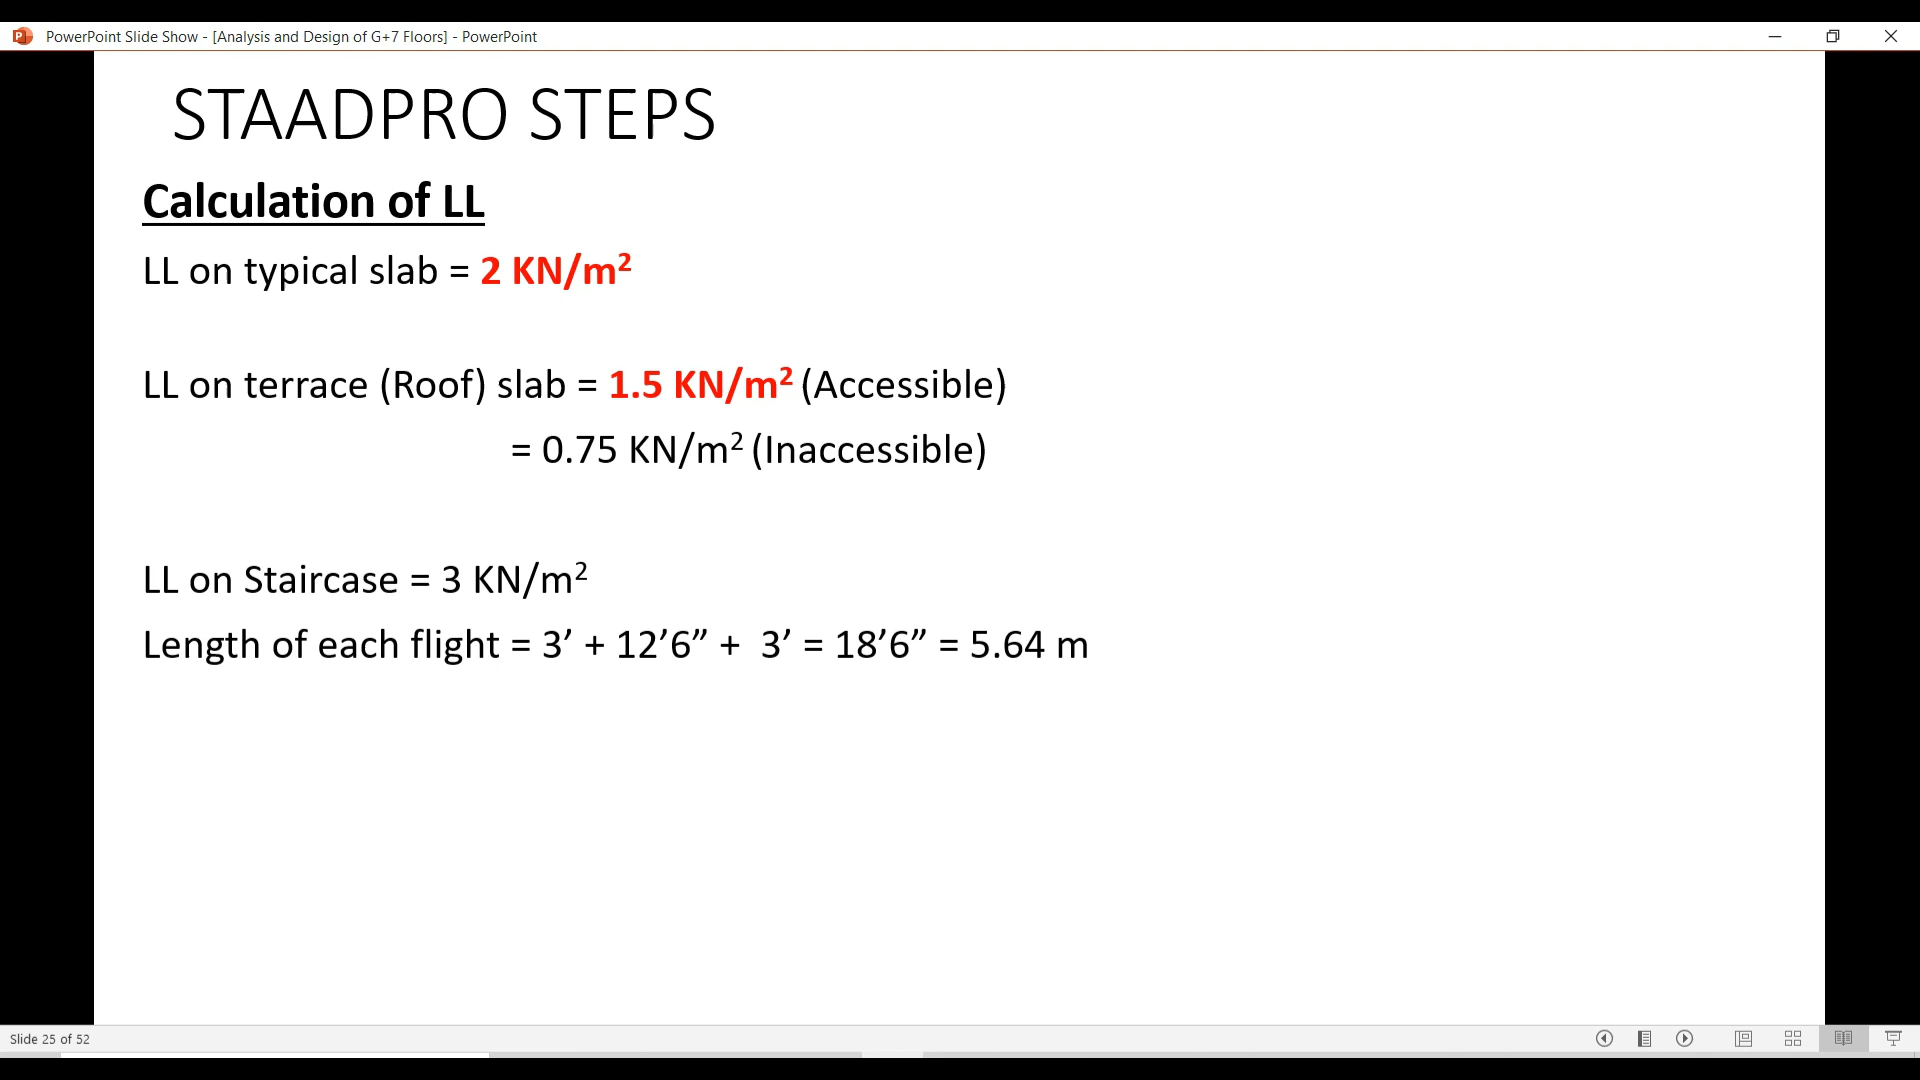 PowerPoint Slide Show - [Analysis and Design of G+7 Floors] - PowerPoint
STAADPRO STEPS
Calculation of LL
LL on typical slab = 2 KN/m²
LL on terrace (Roof) slab = 1.5 KN/m² (Accessible)
= 0.75 KN/m² (Inaccessible)
LL on Staircase = 3 KN/m²
Length of each flight = 3’ + 12’6” + 3’ = 18’6” = 5.64 m
Slide 25 of 52